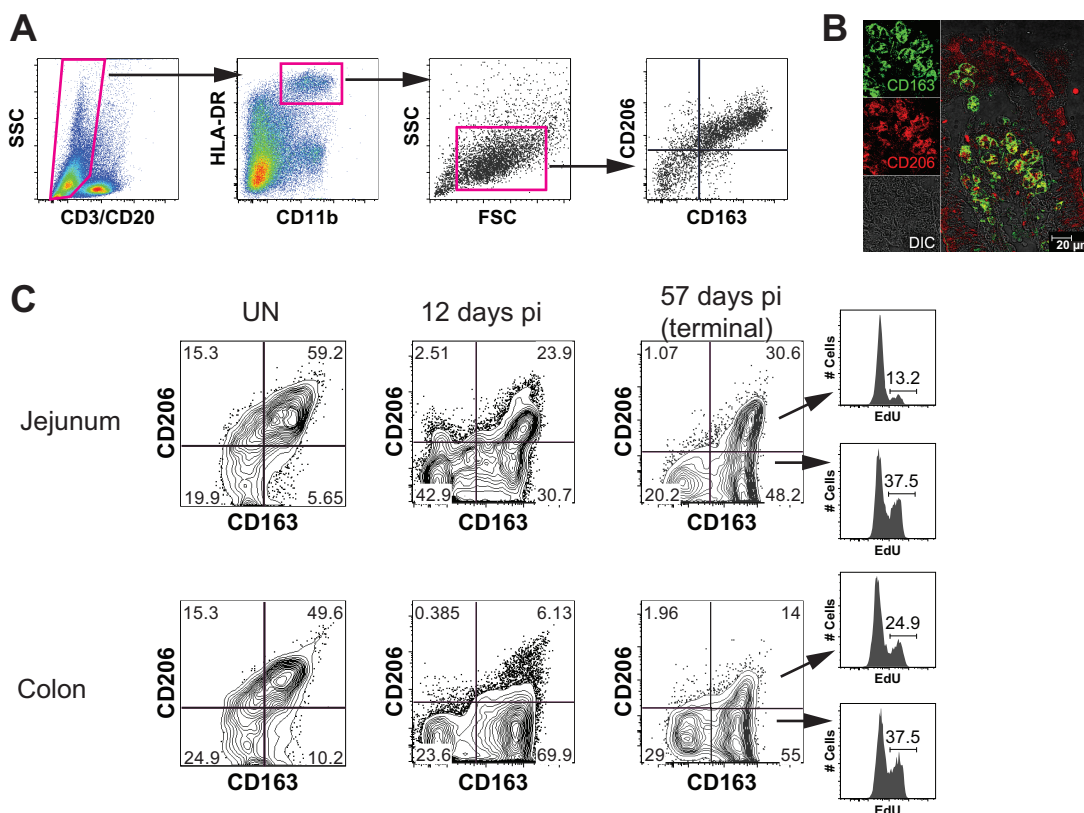 A
B
SSC
CD3/CD20
HLA-DR
CD11b
SSC
FSC
CD206
CD163
CD163
CD206
DIC
20 µm
C
UN
12 days pi
57 days pi
(terminal)
Jejunum
CD206
15.3
59.2
19.9
5.65
CD163
CD206
2.51
23.9
42.9
30.7
CD163
CD206
1.07
30.6
20.2
48.2
CD163
# Cells
13.2
EdU
# Cells
37.5
EdU
Colon
CD206
15.3
49.6
24.9
10.2
CD163
CD206
0.385
6.13
23.6
69.9
CD163
CD206
1.96
14
29
55
CD163
# Cells
24.9
EdU
# Cells
37.5
EdU